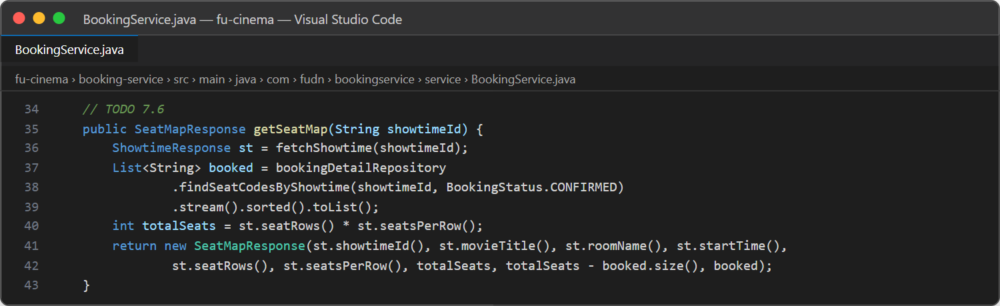 BookingService.java — fu-cinema — Visual Studio Code
BookingService.java
fu-cinema › booking-service › src › main › java › com › fudn › bookingservice › service › BookingService.java
34 // TODO 7.6
35 public SeatMapResponse getSeatMap(String showtimeId) {
36 ShowtimeResponse st = fetchShowtime(showtimeId);
37 List<String> booked = bookingDetailRepository
38 .findSeatCodesByShowtime(showtimeId, BookingStatus.CONFIRMED)
39 .stream().sorted().toList();
40 int totalSeats = st.seatRows() * st.seatsPerRow();
41 return new SeatMapResponse(st.showtimeId(), st.movieTitle(), st.roomName(), st.startTime(),
42 st.seatRows(), st.seatsPerRow(), totalSeats, totalSeats - booked.size(), booked);
43 }